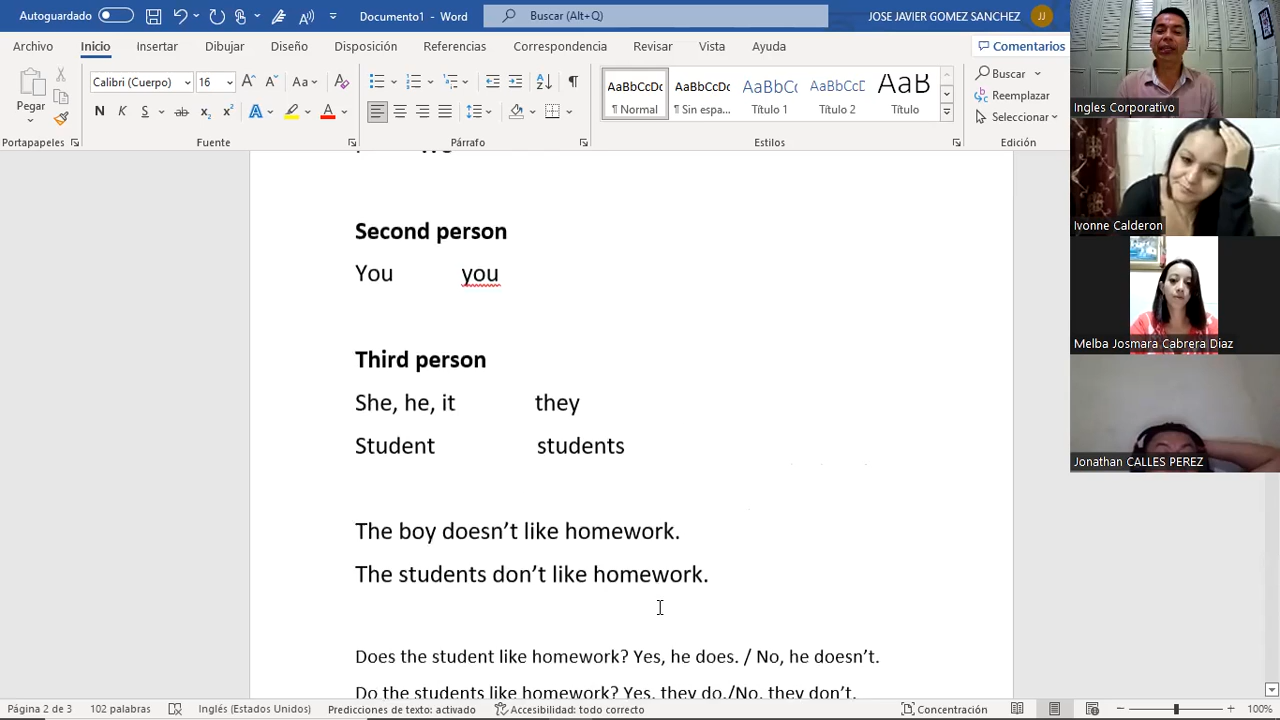 Autoguardado
Documento1 - Word
Buscar (Alt+Q)
JOSE JAVIER GOMEZ SANCHEZ
JJ
Archivo Inicio Insertar Dibujar Diseño Disposición Referencias Correspondencia Revisar Vista Ayuda
Comentarios
Pegar
Calibri (Cuerpo) 16
Portapapeles
Fuente
Párrafo
AaBbCcDc AaBbCcDc AaBbCc AaBbCcD AaB
¶ Normal ¶ Sin espa... Título 1 Título 2 Título
Estilos
Buscar
Reemplazar
Seleccionar
Edición
Second person
You you
Third person
She, he, it they
Student students
The boy doesn’t like homework.
The students don’t like homework.
Does the student like homework? Yes, he does. / No, he doesn’t.
Do the students like homework? Yes, they do./No, they don’t.
Ingles Corporativo
Ivonne Calderon
Melba Josmara Cabrera Diaz
Jonathan CALLES PEREZ
Página 2 de 3 102 palabras Inglés (Estados Unidos) Predicciones de texto: activado Accesibilidad: todo correcto Concentración 100%